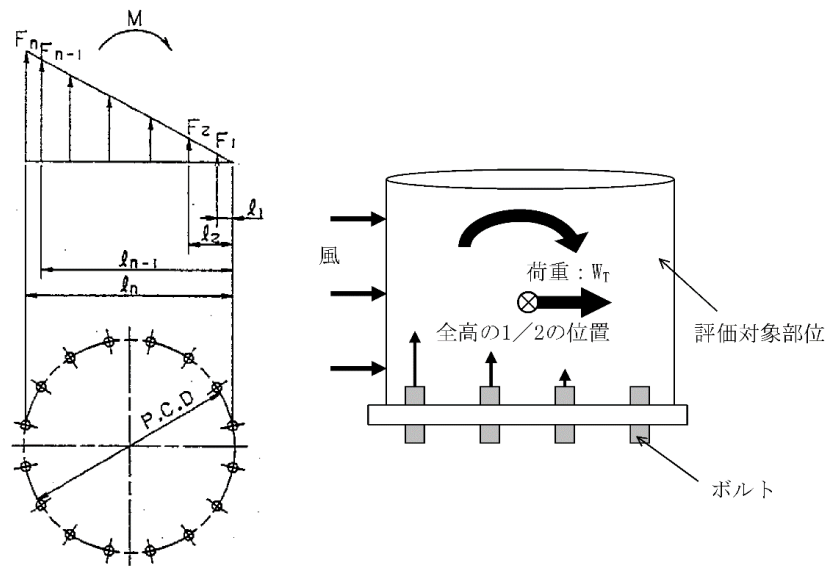 M
Fn
Fn-1
F2
F1
ℓ1
ℓ2
ℓn-1
ℓn
P.C.D
風
荷重：WT
全高の1／2の位置
評価対象部位
ボルト